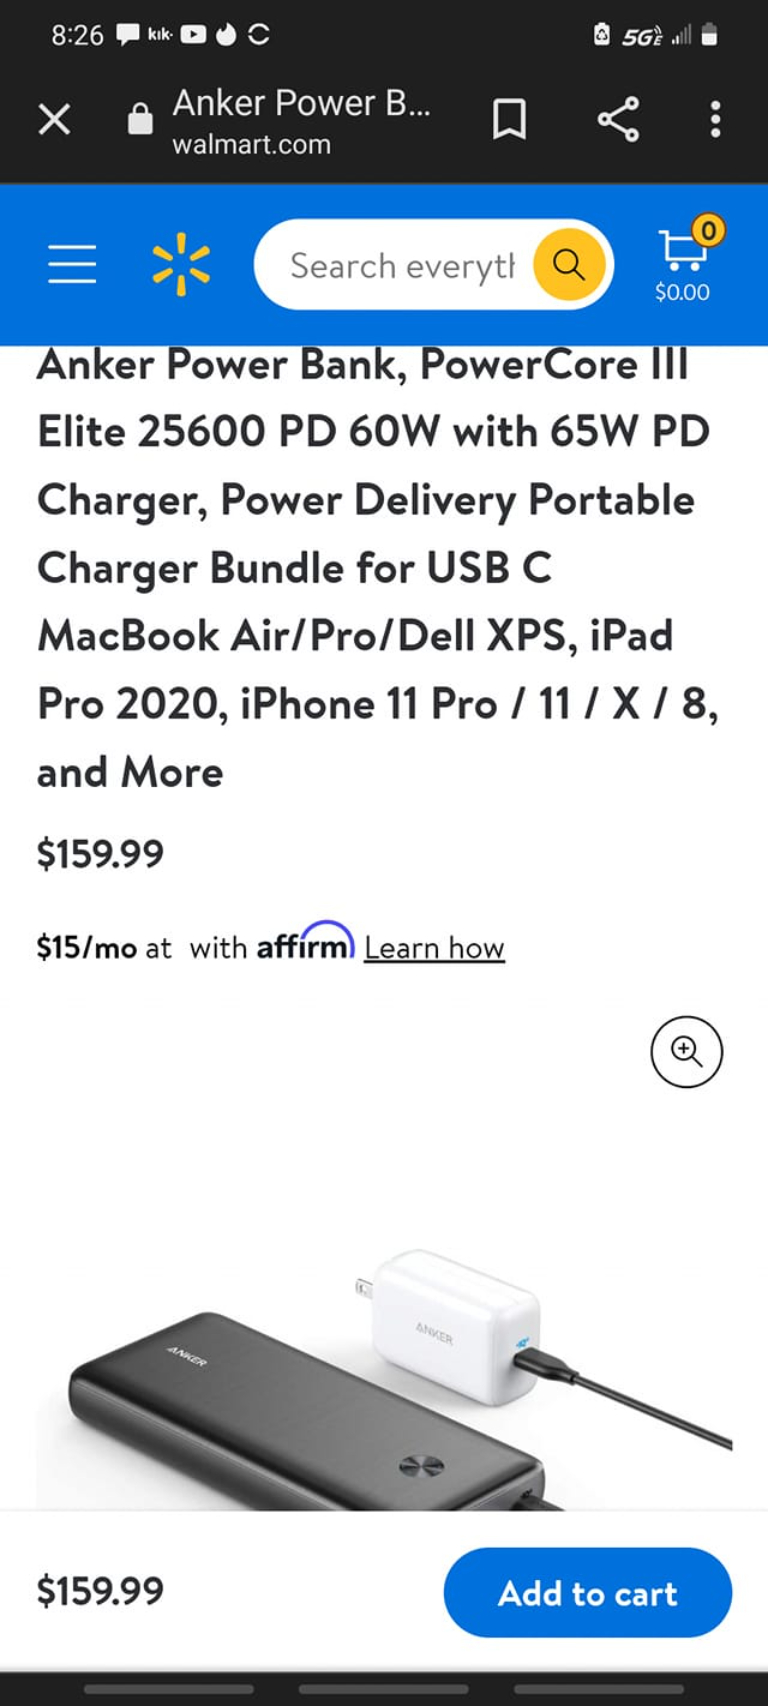 8:26 kik 5GE
Anker Power B...
walmart.com
Search everyth
0
$0.00
Anker Power Bank, PowerCore III
Elite 25600 PD 60W with 65W PD
Charger, Power Delivery Portable
Charger Bundle for USB C
MacBook Air/Pro/Dell XPS, iPad
Pro 2020, iPhone 11 Pro / 11 / X / 8,
and More
$159.99
$15/mo at with affirm Learn how
ANKER
ANKER
$159.99
Add to cart